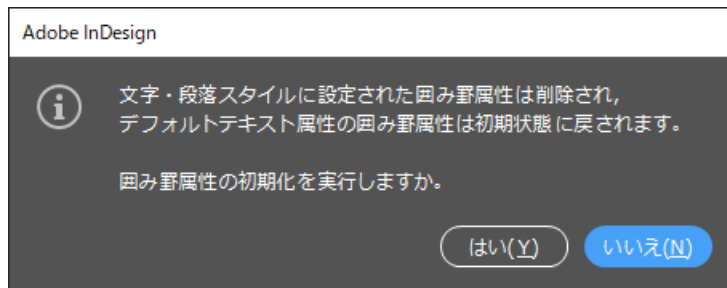 Adobe InDesign
文字・段落スタイルに設定された囲み罫属性は削除され，
デフォルトテキスト属性の囲み罫属性は初期状態に戻されます。
囲み罫属性の初期化を実行しますか。
はい(Y)
いいえ(N)